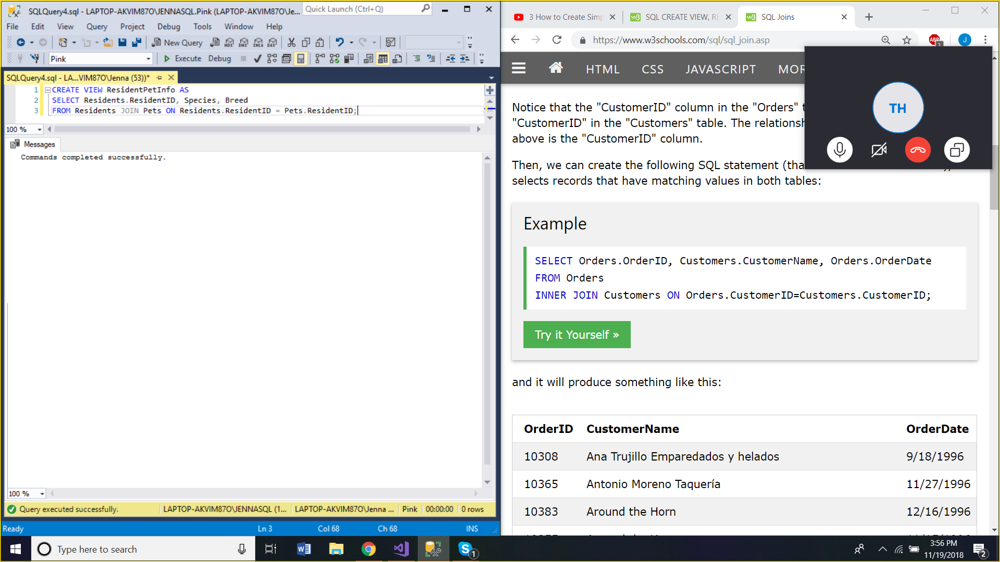 SQLQuery4.sql - LAPTOP-AKVIM87O\JENNASQL.Pink (LAPTOP-AKVIM87O\Je...
Quick Launch (Ctrl+Q)
File Edit View Query Project Debug Tools Window Help
New Query
MDX DMX XMLA DAX
Pink
Execute Debug
SQLQuery4.sql - LA...VIM87O\Jenna (53))*
1 CREATE VIEW ResidentPetInfo AS
2 SELECT Residents.ResidentID, Species, Breed
3 FROM Residents JOIN Pets ON Residents.ResidentID = Pets.ResidentID;
100 %
Messages
Commands completed successfully.
100 %
Query executed successfully.
LAPTOP-AKVIM87O\JENNASQL (1...
LAPTOP-AKVIM87O\Jenna ...
Pink
00:00:00
0 rows
Ready
Ln 3
Col 68
Ch 68
INS
3 How to Create Simp
SQL CREATE VIEW, RE
SQL Joins
https://www.w3schools.com/sql/sql_join.asp
ABP
3
J
HTML CSS JAVASCRIPT MOR
TH
Notice that the "CustomerID" column in the "Orders" t
"CustomerID" in the "Customers" table. The relationsh
above is the "CustomerID" column.
Then, we can create the following SQL statement (tha
selects records that have matching values in both tables:
Example
SELECT Orders.OrderID, Customers.CustomerName, Orders.OrderDate
FROM Orders
INNER JOIN Customers ON Orders.CustomerID=Customers.CustomerID;
Try it Yourself »
and it will produce something like this:
OrderID CustomerName OrderDate
10308 Ana Trujillo Emparedados y helados 9/18/1996
10365 Antonio Moreno Taquería 11/27/1996
10383 Around the Horn 12/16/1996
Type here to search
1
3:56 PM
11/19/2018
2